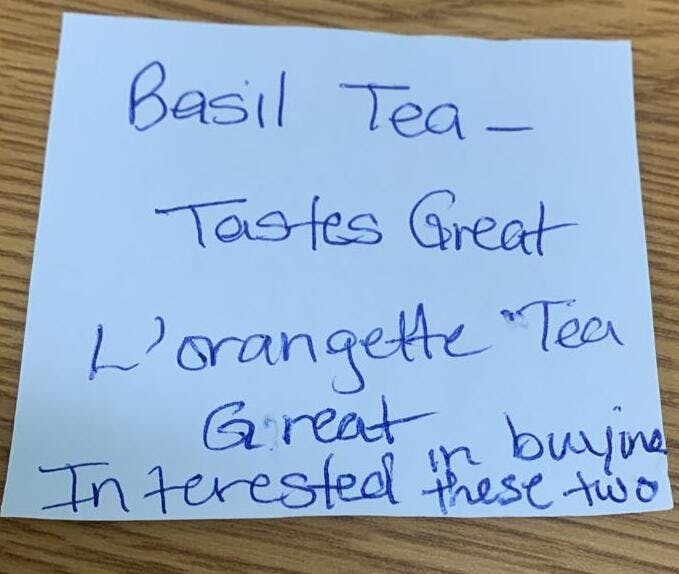 Basil Tea –
Tastes Great
L'orangette Tea
Great
Interested in buying
these two